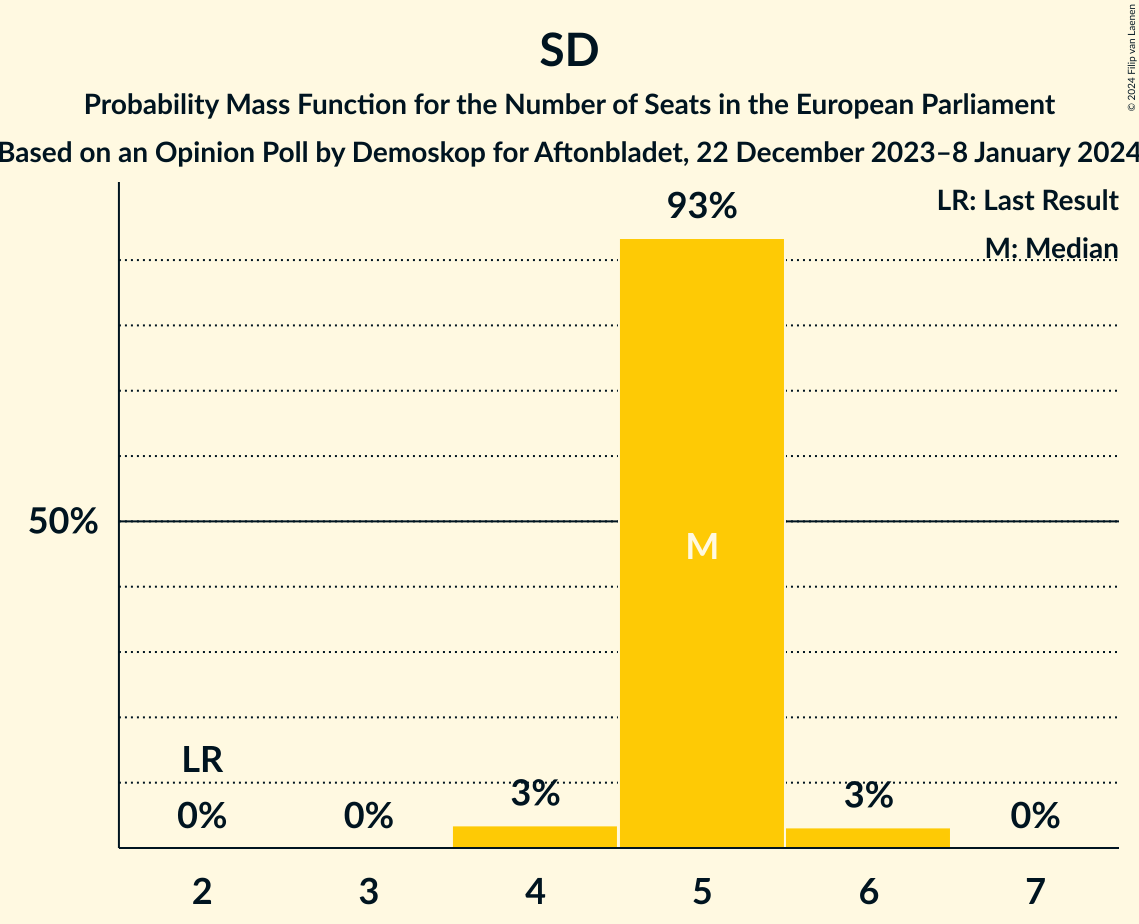 SD
Probability Mass Function for the Number of Seats in the European Parliament
Based on an Opinion Poll by Demoskop for Aftonbladet, 22 December 2023–8 January 2024
© 2024 Filip van Laenen
LR: Last Result
M: Median
93%
50%
M
LR
0%
0%
3%
3%
0%
2 3 4 5 6 7